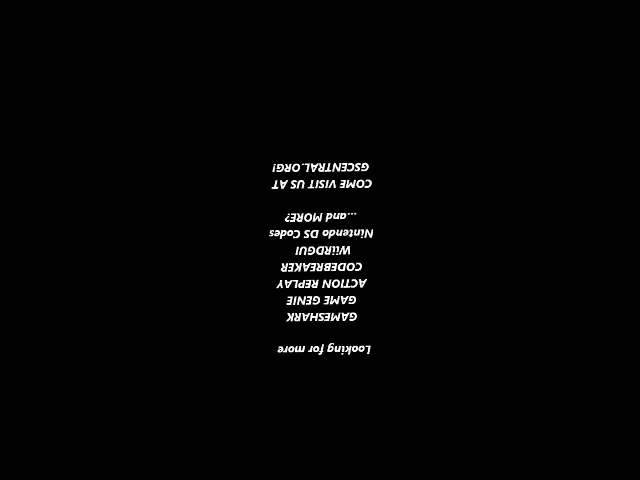 Looking for more
GAMESHARK
GAME GENIE
ACTION REPLAY
CODEBREAKER
WiiRDGUI
Nintendo DS Codes
...and MORE?
COME VISIT US AT
GSCENTRAL.ORG!